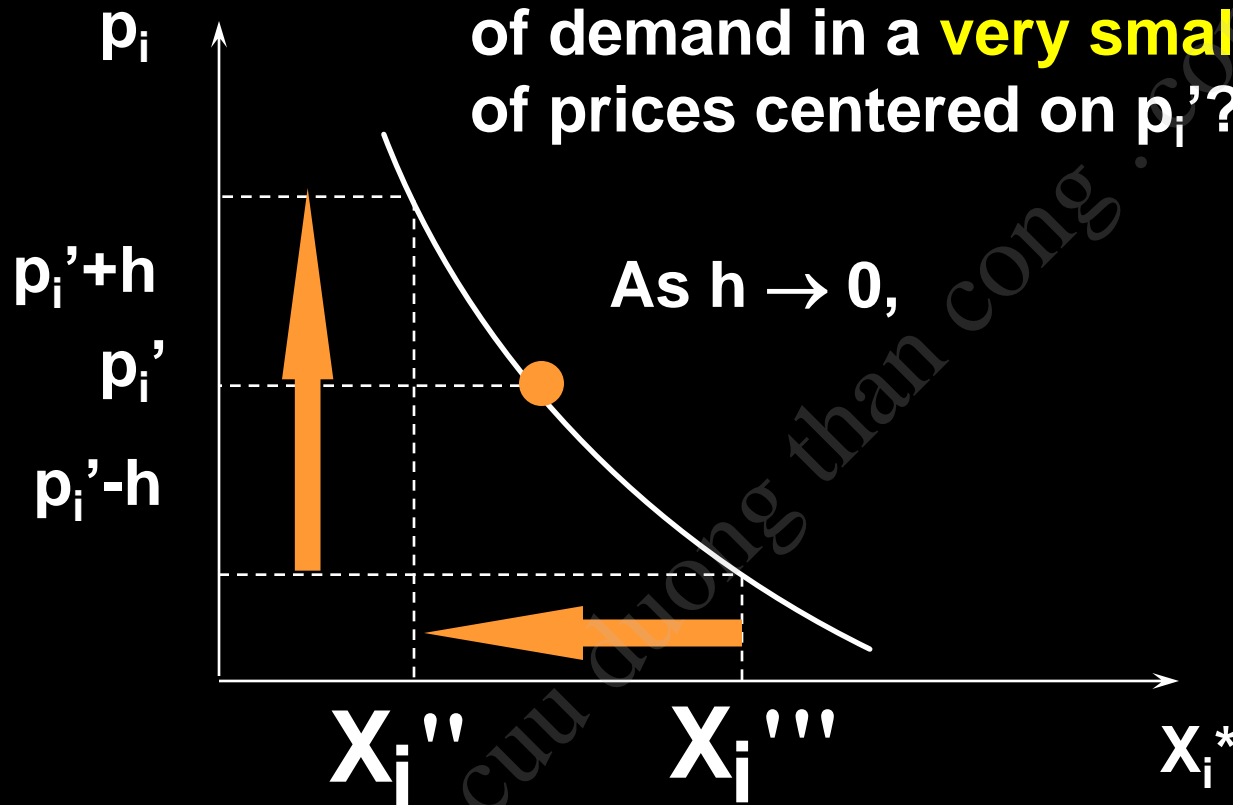 pᵢ
of demand in a very smal
of prices centered on pᵢ’?
pᵢ’+h
As h → 0,
pᵢ’
pᵢ’-h
Xᵢ'' Xᵢ'''
Xᵢ*
cuu duong than cong . co